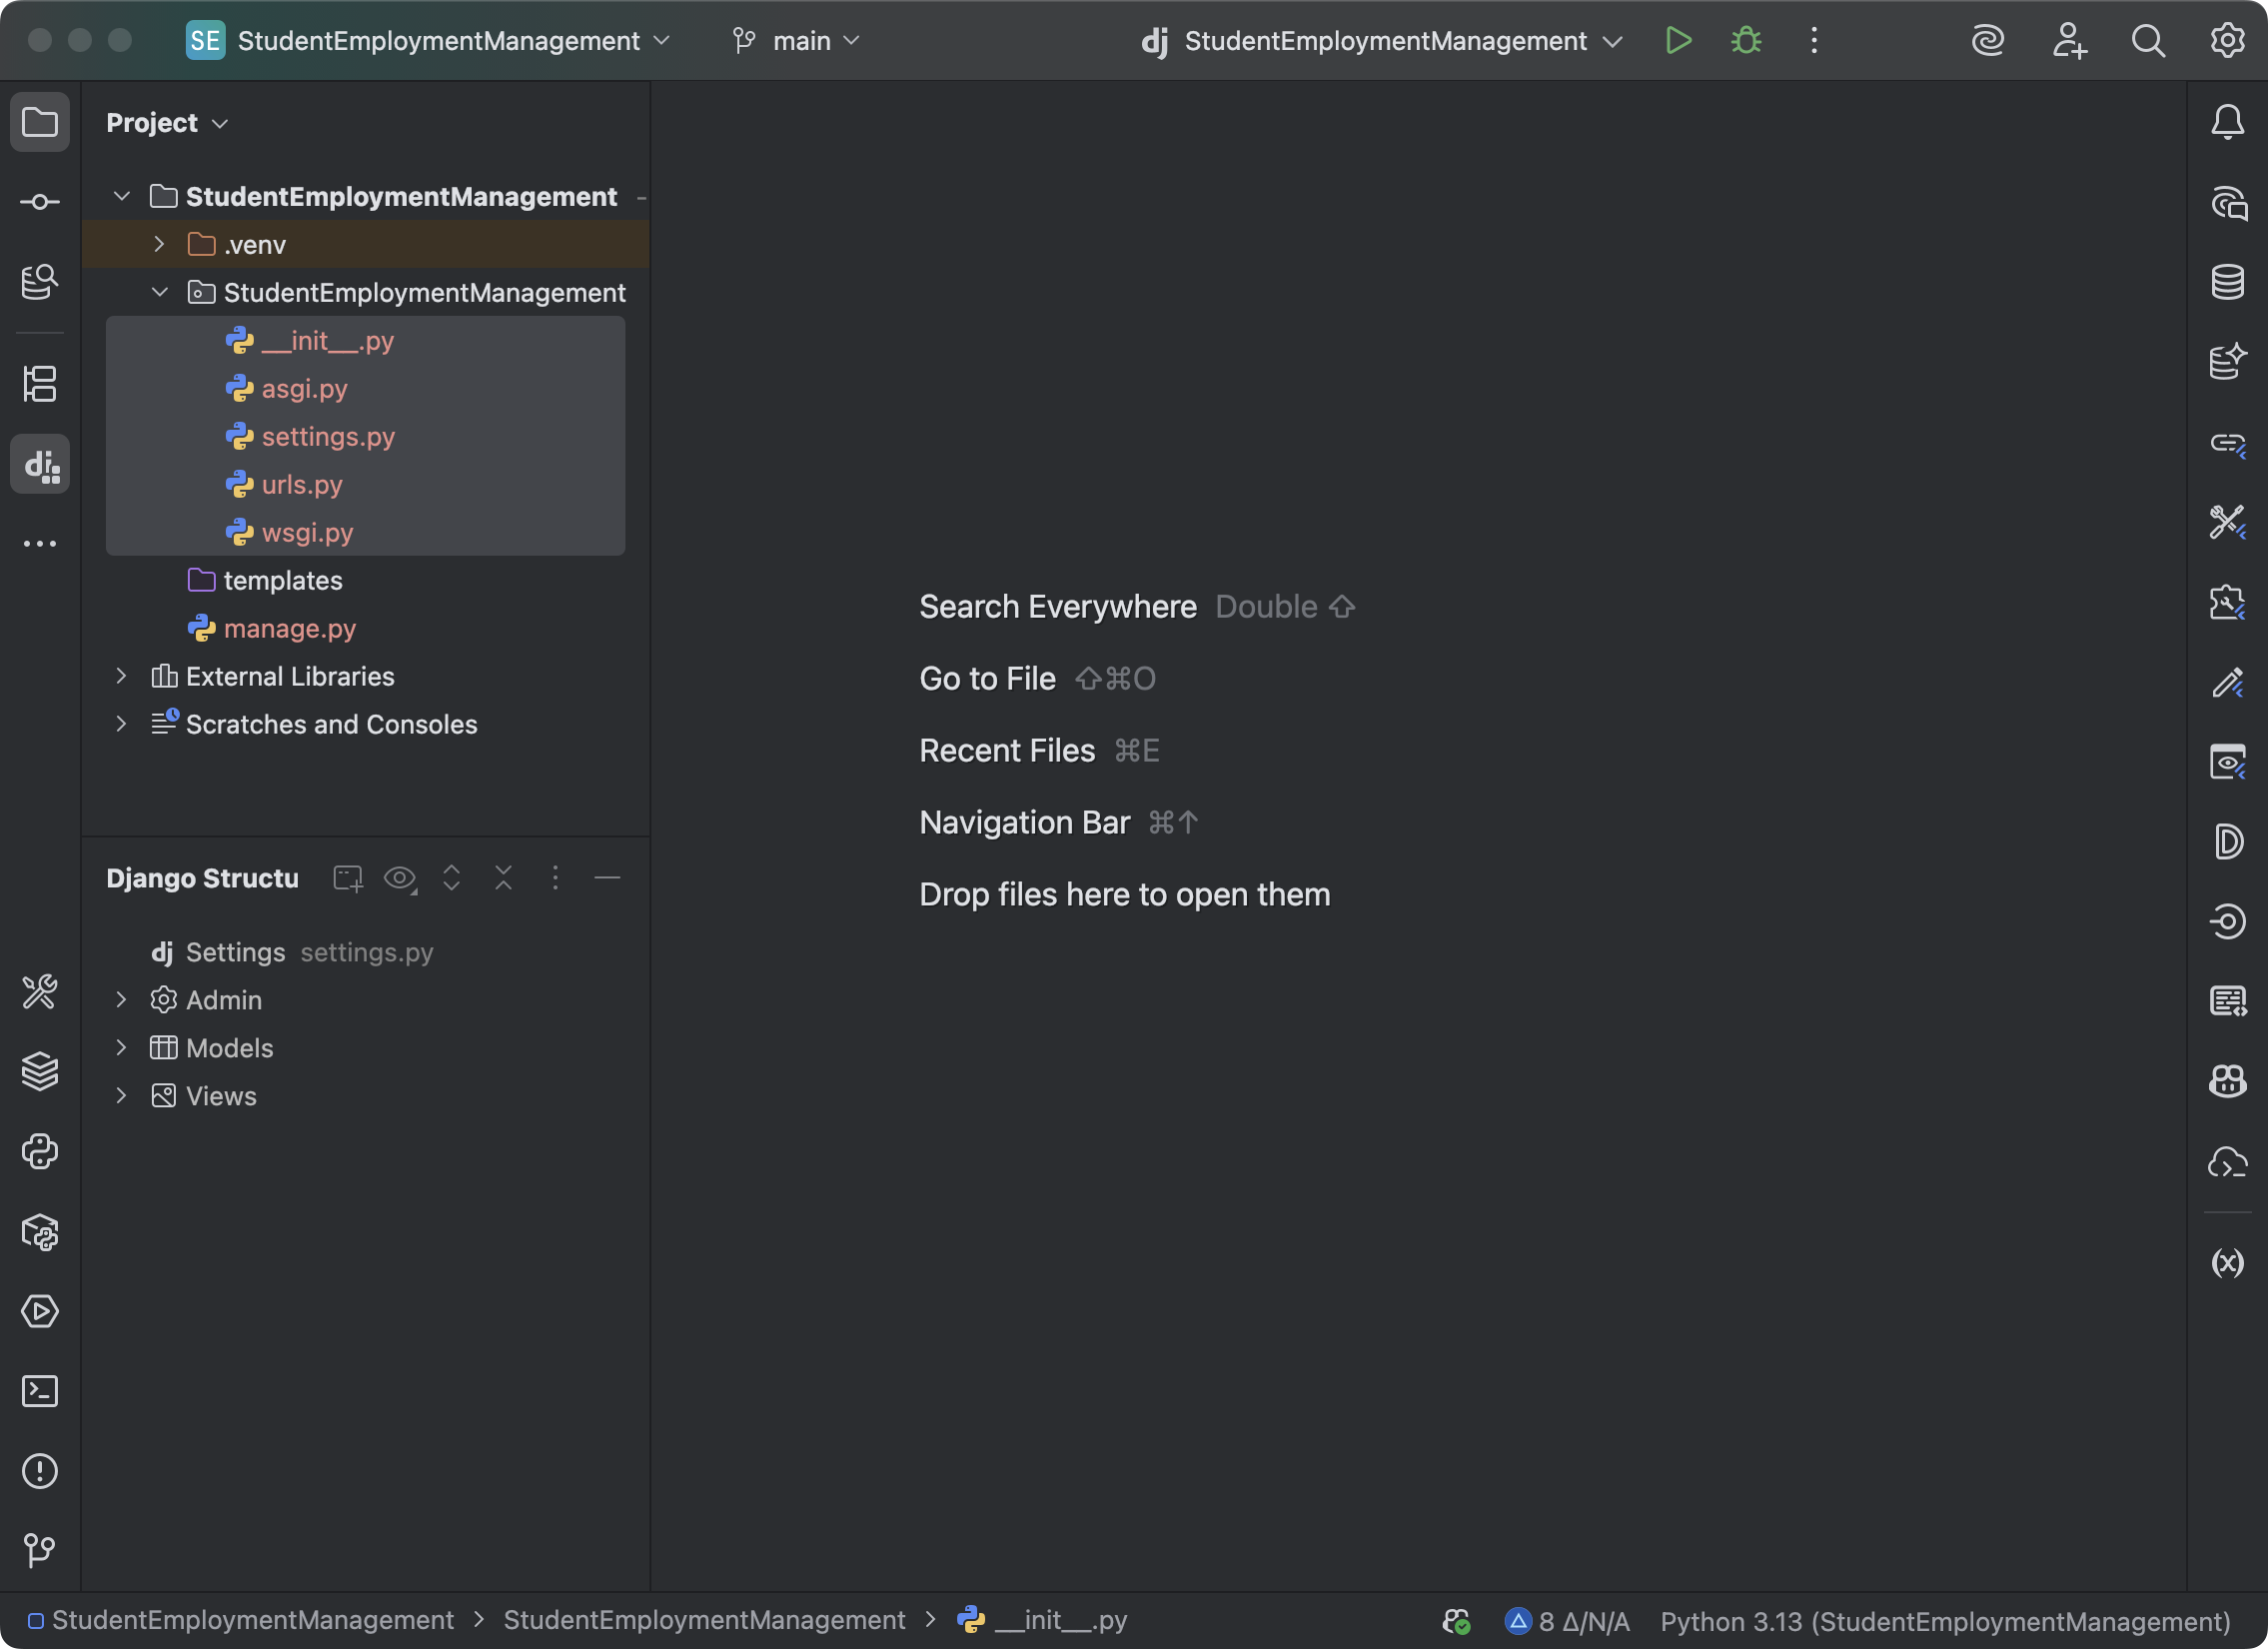 SE StudentEmploymentManagement main dj StudentEmploymentManagement
Project
StudentEmploymentManagement -
.venv
StudentEmploymentManagement
__init__.py
asgi.py
settings.py
urls.py
wsgi.py
templates
manage.py
External Libraries
Scratches and Consoles
Search Everywhere Double ⇧
Go to File ⇧⌘O
Recent Files ⌘E
Navigation Bar ⌘↑
Drop files here to open them
Django Structu
dj Settings settings.py
Admin
Models
Views
StudentEmploymentManagement > StudentEmploymentManagement > __init__.py 8 Δ/N/A Python 3.13 (StudentEmploymentManagement)